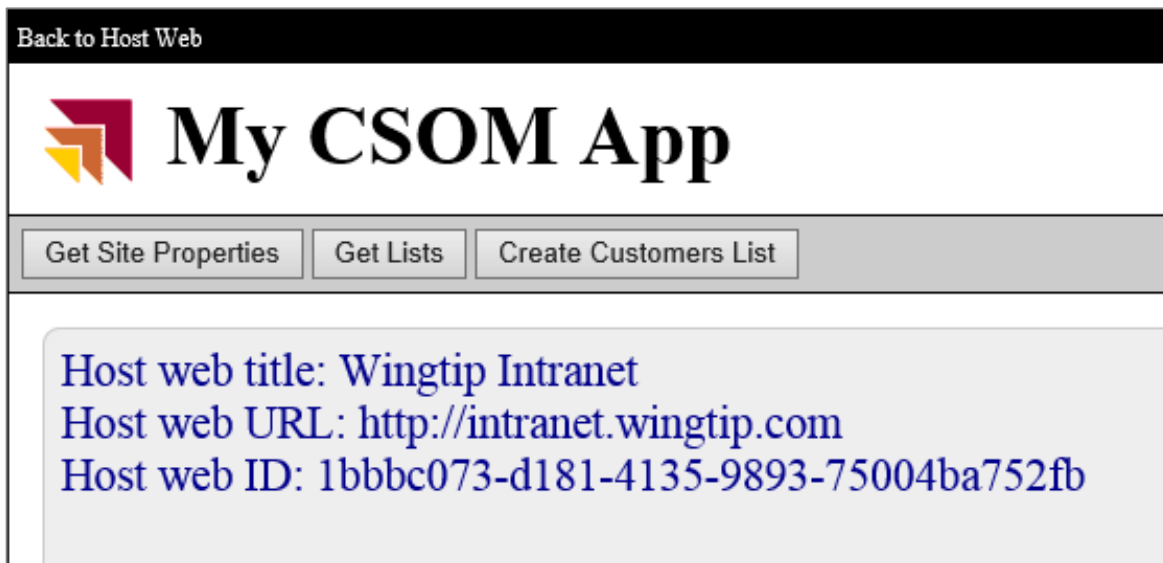 Back to Host Web
My CSOM App
Get Site Properties Get Lists Create Customers List
Host web title: Wingtip Intranet
Host web URL: http://intranet.wingtip.com
Host web ID: 1bbbc073-d181-4135-9893-75004ba752fb